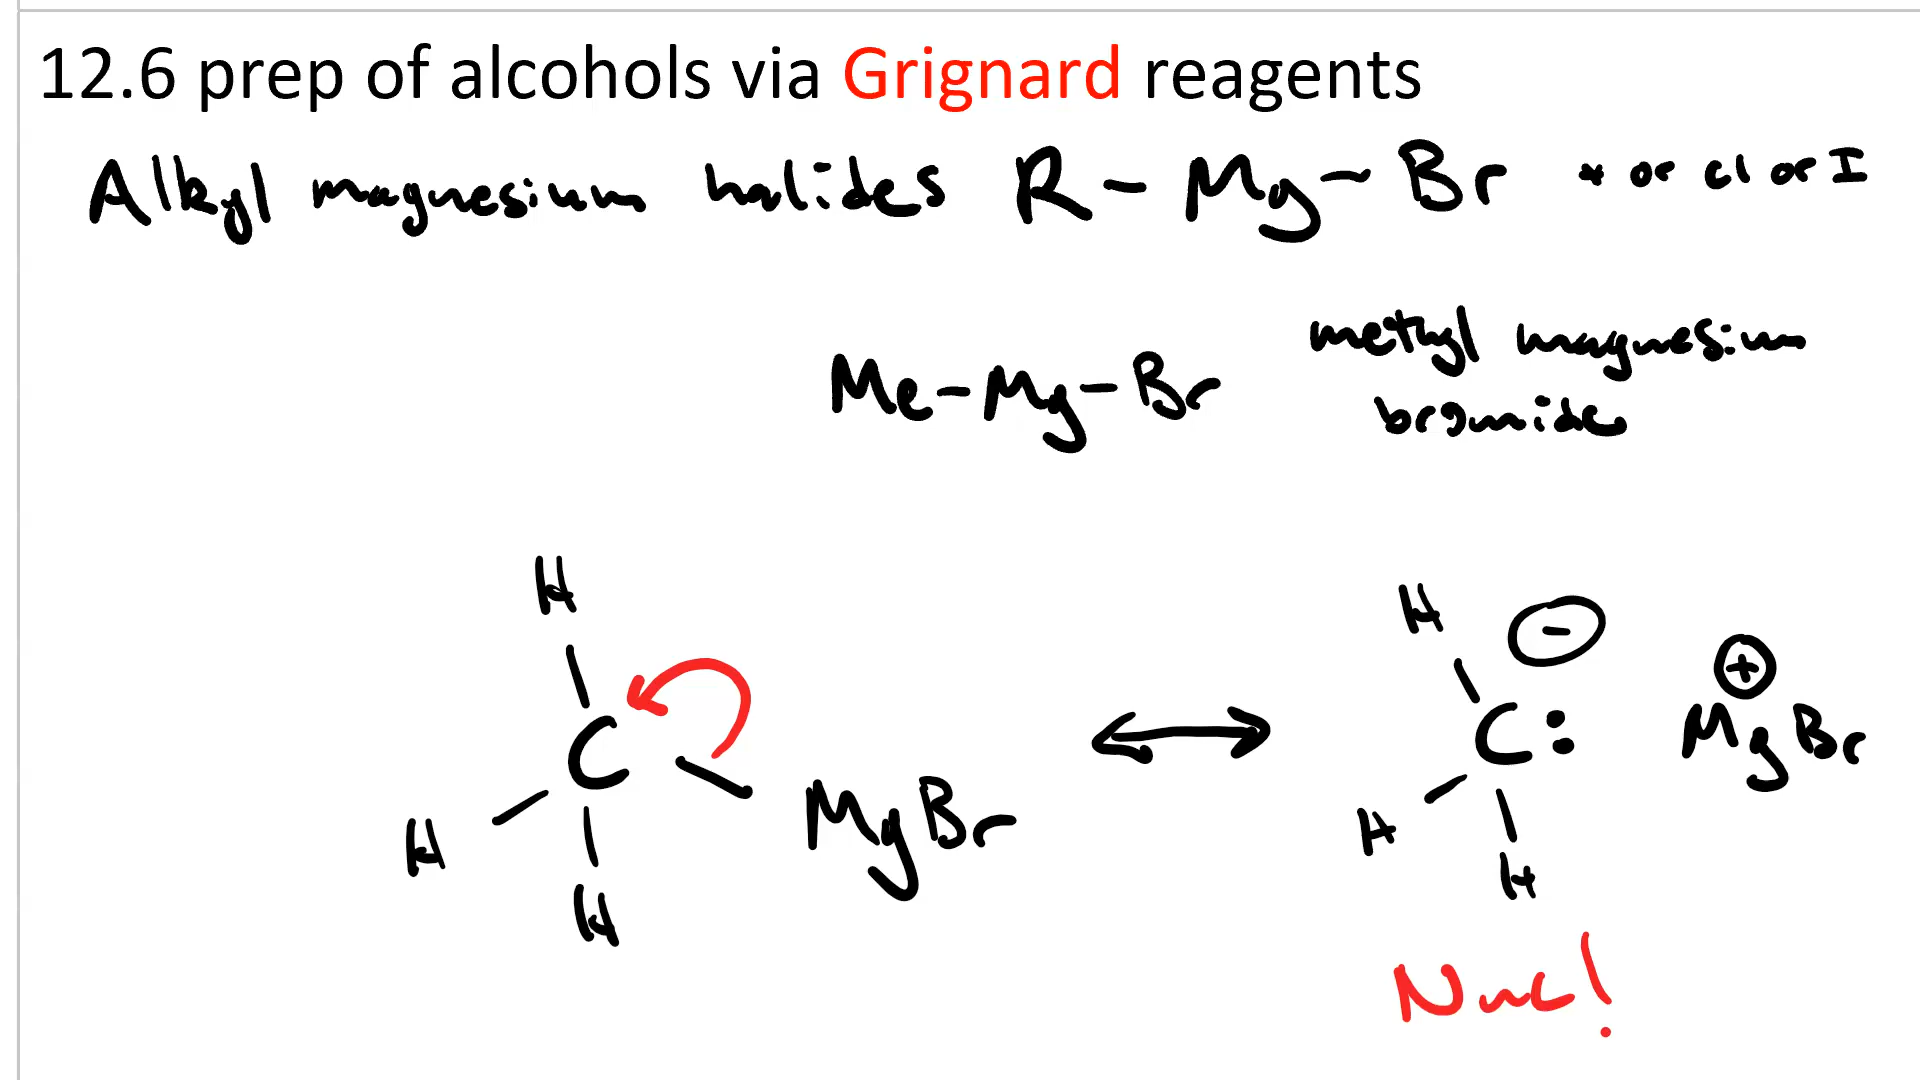 12.6 prep of alcohols via Grignard reagents
Alkyl magnesium halides R - Mg - Br * or Cl or I
Me - Mg - Br methyl magnesium
bromide
H H - +
C C: MgBr
MgBr
H H
H H
Nuc!